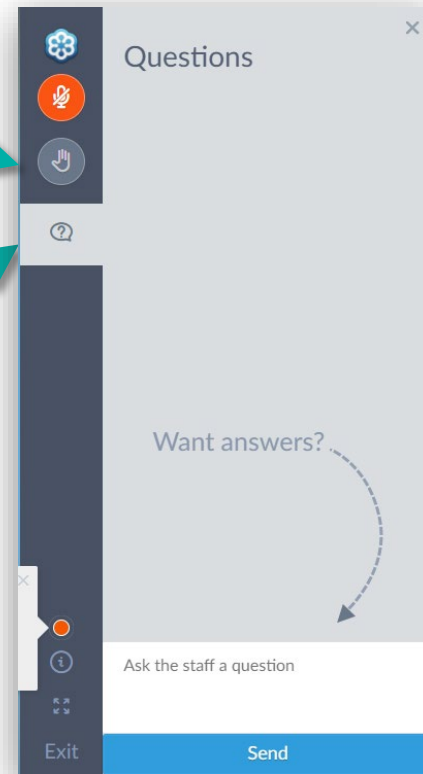 Questions
Want answers?
Ask the staff a question
Exit
Send